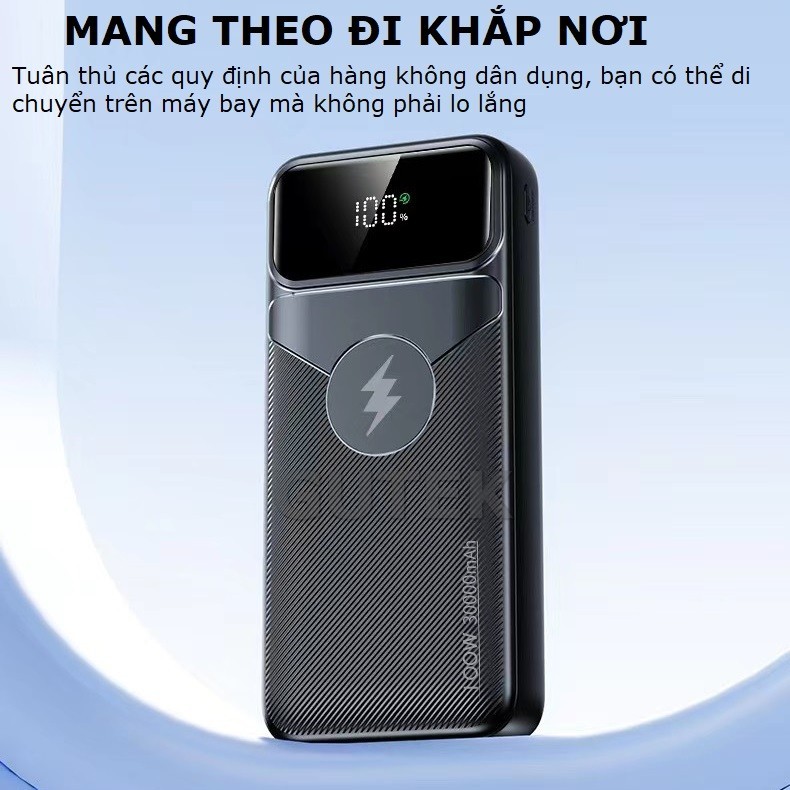 MANG THEO ĐI KHẮP NƠI
Tuân thủ các quy định của hàng không dân dụng, bạn có thể di
chuyển trên máy bay mà không phải lo lắng
100%
GUTEK
100W 30000mAh